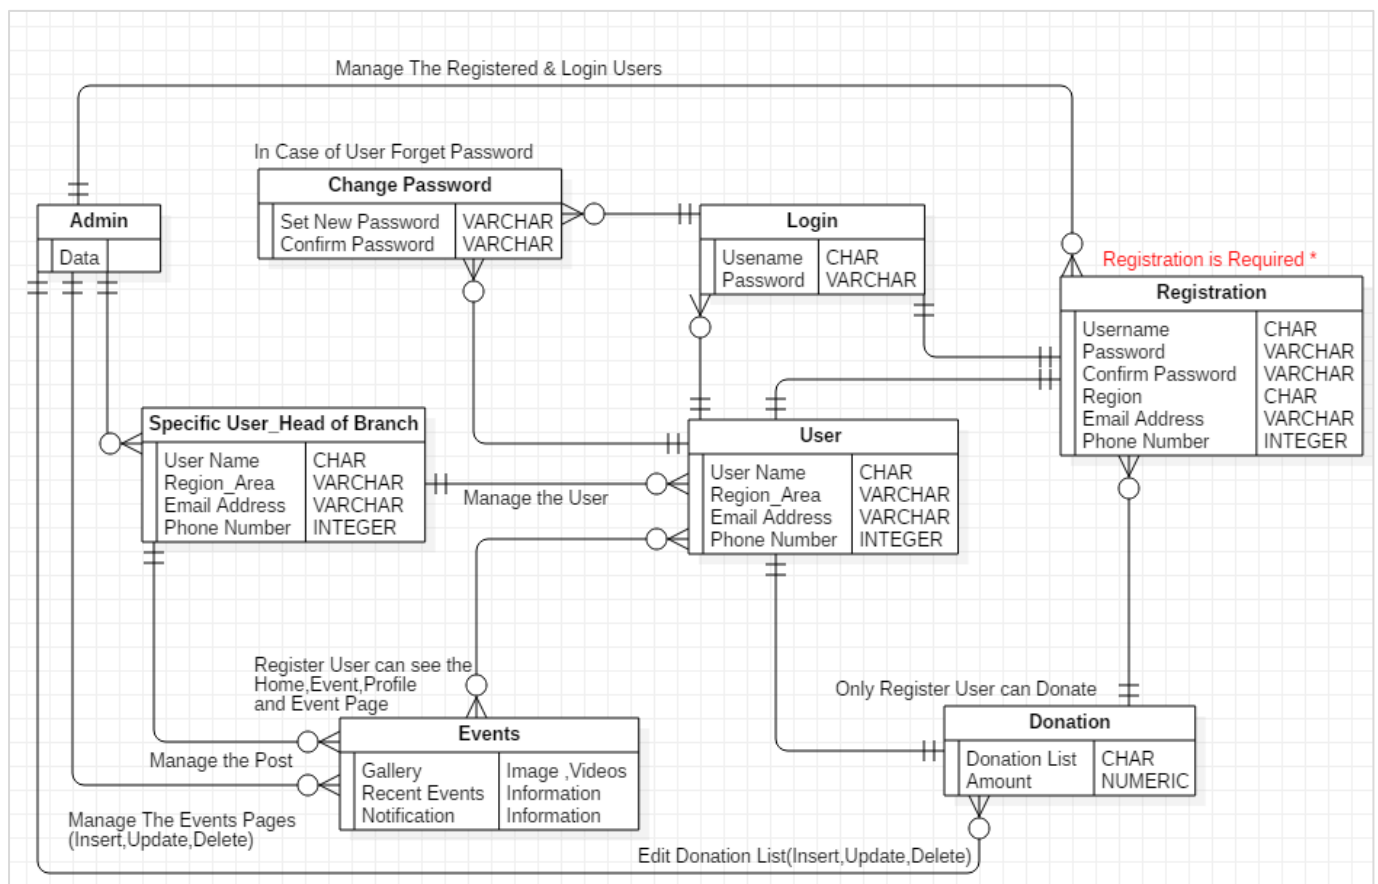 Manage The Registered & Login Users
In Case of User Forget Password
Change Password
Set New Password VARCHAR
Confirm Password VARCHAR
Admin
Data
Login
Usename CHAR
Password VARCHAR
Registration is Required *
Registration
Username CHAR
Password VARCHAR
Confirm Password VARCHAR
Region CHAR
Email Address VARCHAR
Phone Number INTEGER
Specific User_Head of Branch
User Name CHAR
Region_Area VARCHAR
Email Address VARCHAR
Phone Number INTEGER
Manage the User
User
User Name CHAR
Region_Area VARCHAR
Email Address VARCHAR
Phone Number INTEGER
Register User can see the
Home,Event,Profile
and Event Page
Only Register User can Donate
Events
Gallery Image ,Videos
Recent Events Information
Notification Information
Donation
Donation List CHAR
Amount NUMERIC
Manage the Post
Manage The Events Pages
(Insert,Update,Delete)
Edit Donation List(Insert,Update,Delete)